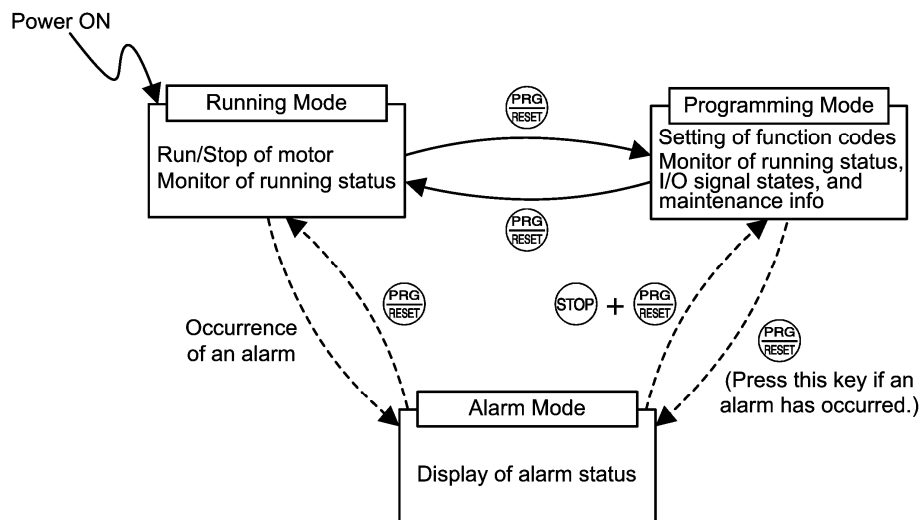 Power ON
Running Mode
Run/Stop of motor
Monitor of running status
PRG
RESET
PRG
RESET
Programming Mode
Setting of function codes
Monitor of running status,
I/O signal states, and
maintenance info
Occurrence
of an alarm
PRG
RESET
STOP + PRG
RESET
PRG
RESET
(Press this key if an
alarm has occurred.)
Alarm Mode
Display of alarm status